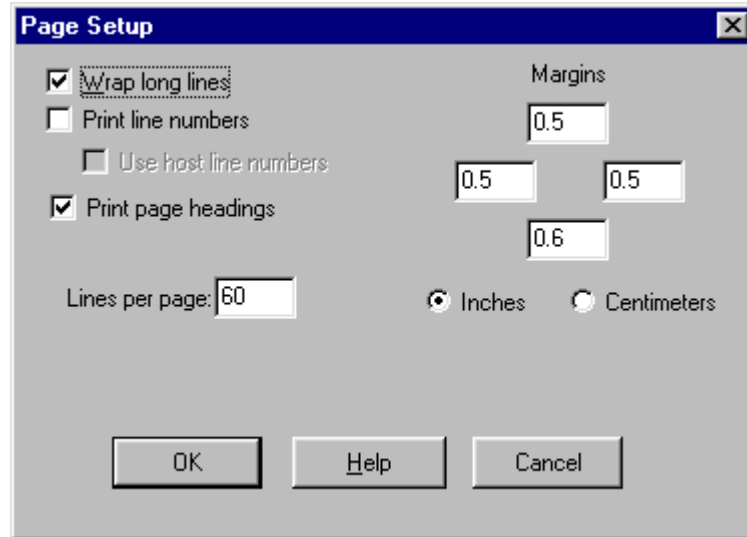 Page Setup
Wrap long lines
Margins
Print line numbers
0.5
Use host line numbers
0.5 0.5
Print page headings
0.6
Lines per page: 60
Inches Centimeters
OK Help Cancel